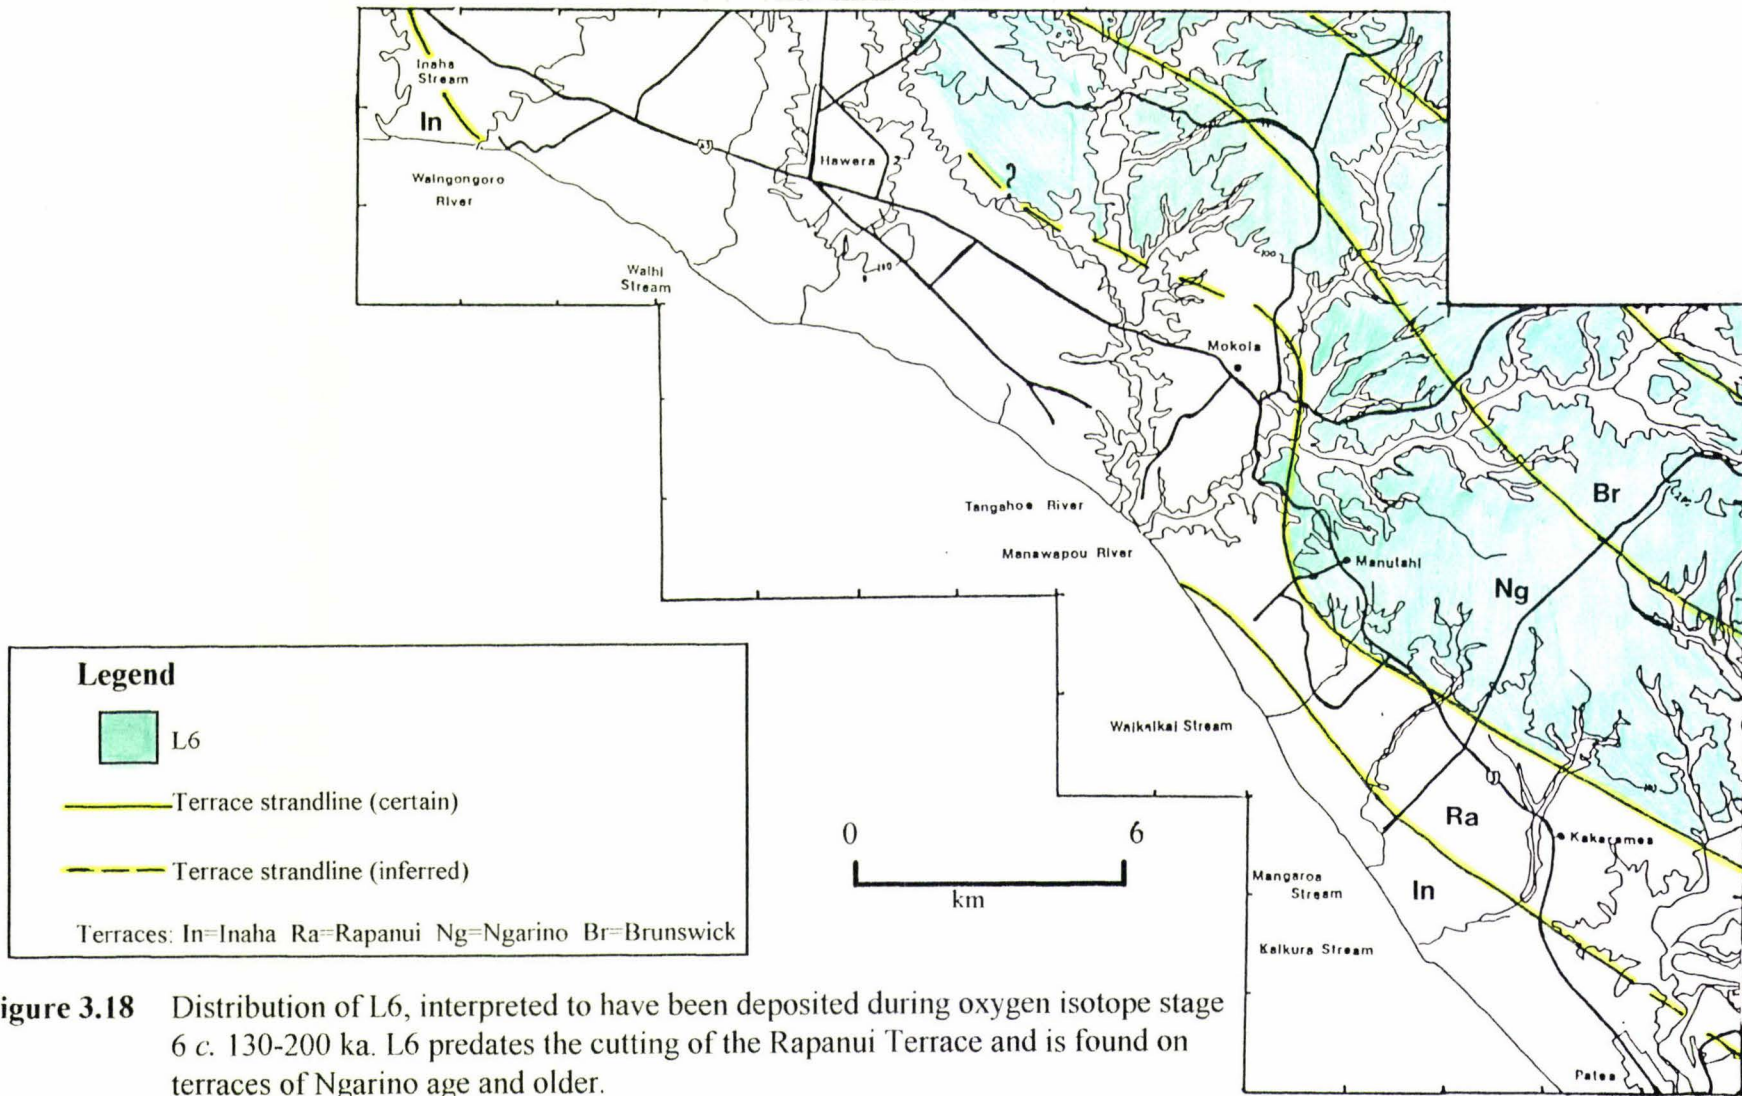 Inaha
Stream
In
Waingongoro
River
Hawera
?
Waihi
Stream
110
100
Mokoia
Tangahoe River
Manawapou River
Manutahi
Br
Ng
Waikaikai Stream
Ra
Kakaramea
In
Mangaroa
Stream
Kaikura Stream
Patea
Legend
L6
Terrace strandline (certain)
Terrace strandline (inferred)
Terraces: In=Inaha Ra=Rapanui Ng=Ngarino Br=Brunswick
0 6
km
igure 3.18 Distribution of L6, interpreted to have been deposited during oxygen isotope stage
6 c. 130-200 ka. L6 predates the cutting of the Rapanui Terrace and is found on
terraces of Ngarino age and older.